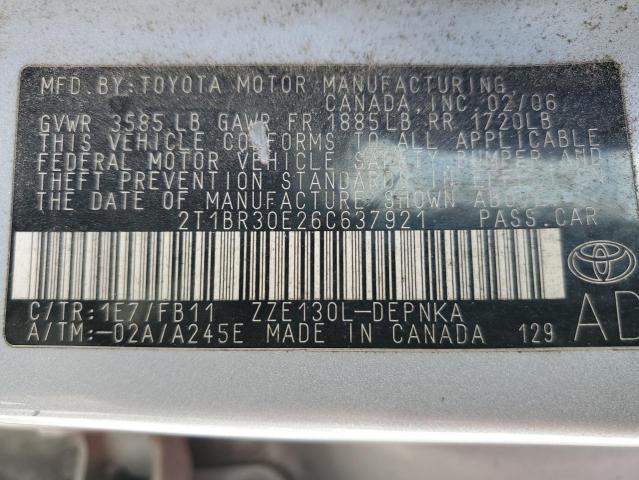 MFD. BY: TOYOTA MOTOR MANUFACTURING
CANADA, INC. 02/06
GVWR 3585 LB GAWR FR 1885LB RR 1720LB
THIS VEHICLE CONFORMS TO ALL APPLICABLE
FEDERAL MOTOR VEHICLE SAFETY BUMPER AND
THEFT PREVENTION STANDARDS IN
THE DATE OF MANUFACTURE SHOWN
2T1BR30E26C637921 PASS.CAR
C/TR:1E7/FB11 ZZE130L-DEPNKA
A/TM:-02A/A245E MADE IN CANADA 129
AD